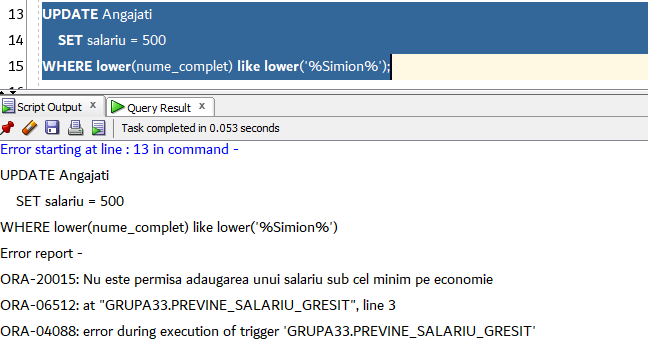 13 UPDATE Angajati
14 SET salariu = 500
15 WHERE lower(nume_complet) like lower('%Simion%');
Script Output x Query Result x
Task completed in 0.053 seconds
Error starting at line : 13 in command -
UPDATE Angajati
SET salariu = 500
WHERE lower(nume_complet) like lower('%Simion%')
Error report -
ORA-20015: Nu este permisa adaugarea unui salariu sub cel minim pe economie
ORA-06512: at "GRUPA33.PREVINE_SALARIU_GRESIT", line 3
ORA-04088: error during execution of trigger 'GRUPA33.PREVINE_SALARIU_GRESIT'